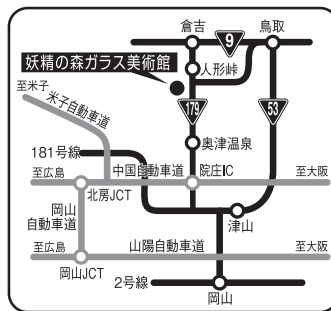 倉吉
9
鳥取
妖精の森ガラス美術館
人形峠
至米子
米子自動車道
179
53
奥津温泉
181号線
中国自動車道
院庄IC
至広島
至大阪
北房JCT
岡山
自動車道
津山
至広島
山陽自動車道
至大阪
岡山JCT
2号線
岡山